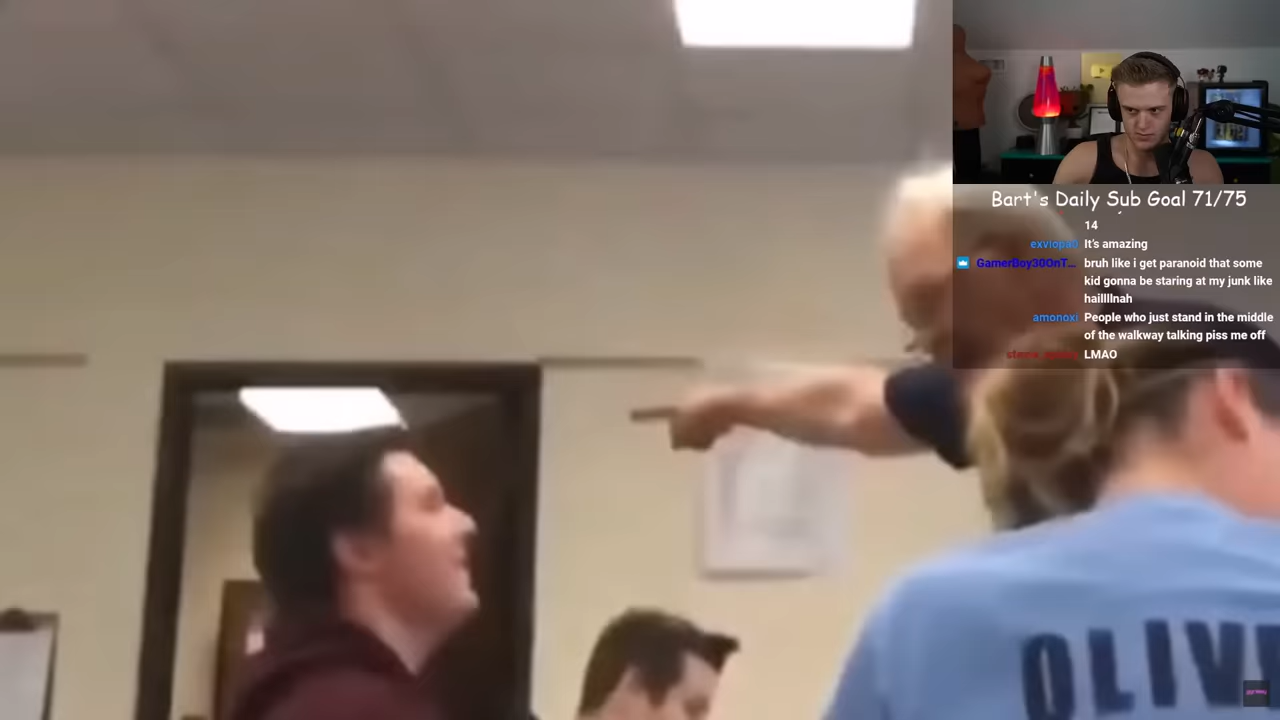 Bart's Daily Sub Goal 71/75
14
exviopa It's amazing
GamerBoy30OnT... bruh like i get paranoid that some
kid gonna be staring at my junk like
haillllnah
amonoxi People who just stand in the middle
of the walkway talking piss me off
LMAO
OLIVE